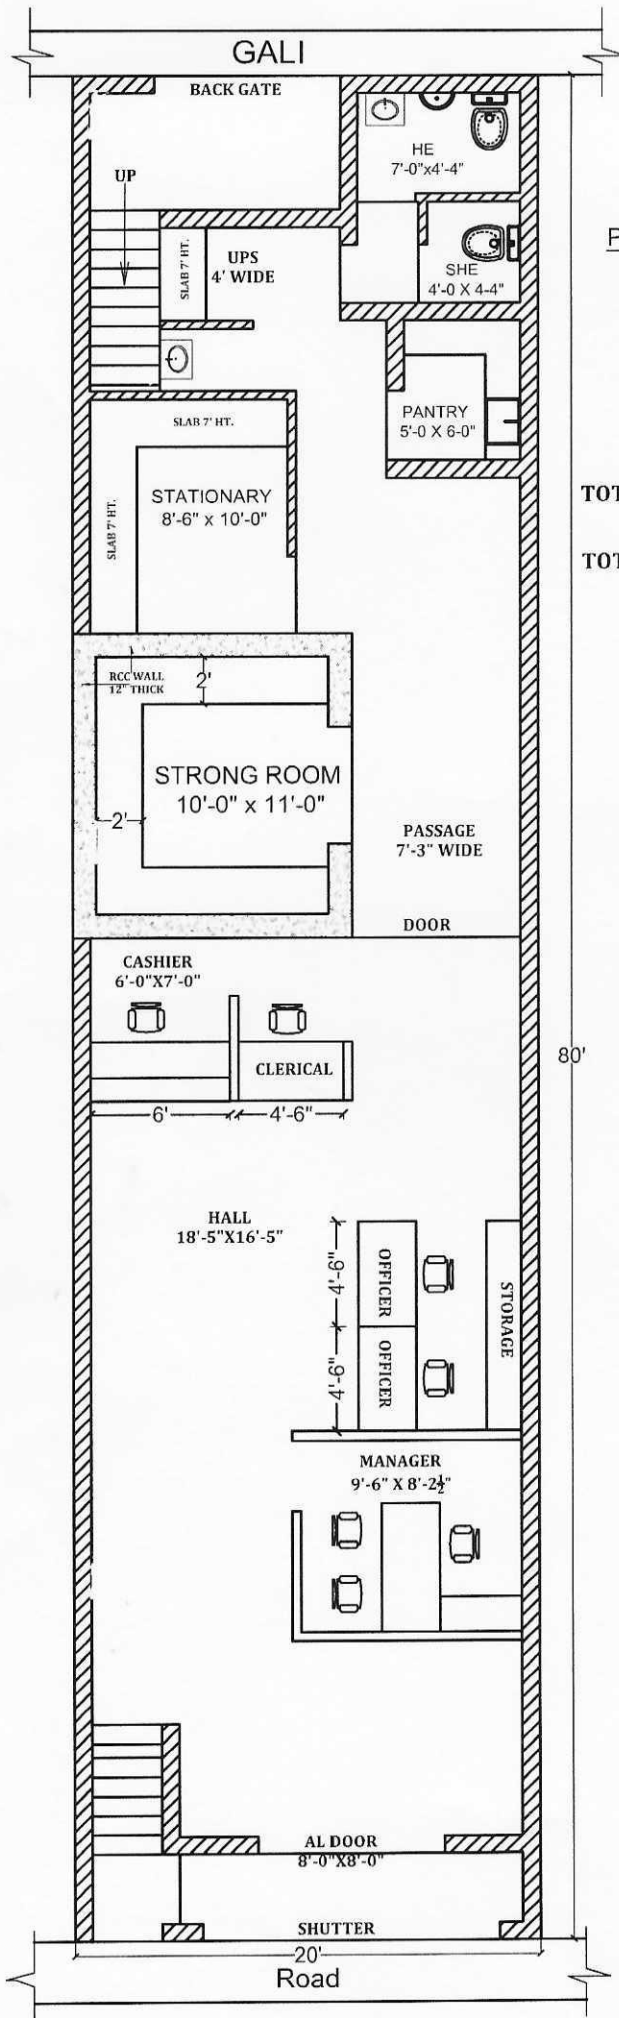 GALI
BACK GATE
HE
7'-0"x4'-4"
UP
UPS
4' WIDE
SLAB 7' HT.
SHE
4'-0 X 4-4"
PANTRY
5'-0 X 6-0"
SLAB 7' HT.
STATIONARY
8'-6" x 10'-0"
SLAB 7' HT.
TOT
TOT
RCC WALL
12" THICK
2'
STRONG ROOM
10'-0" x 11'-0"
2'
PASSAGE
7'-3" WIDE
DOOR
CASHIER
6'-0"X7'-0"
CLERICAL
6'
4'-6"
80'
HALL
18'-5"X16'-5"
4'-6"
OFFICER
STORAGE
4'-6"
OFFICER
MANAGER
9'-6" X 8'-2½"
AL DOOR
8'-0"X8'-0"
SHUTTER
20'
Road